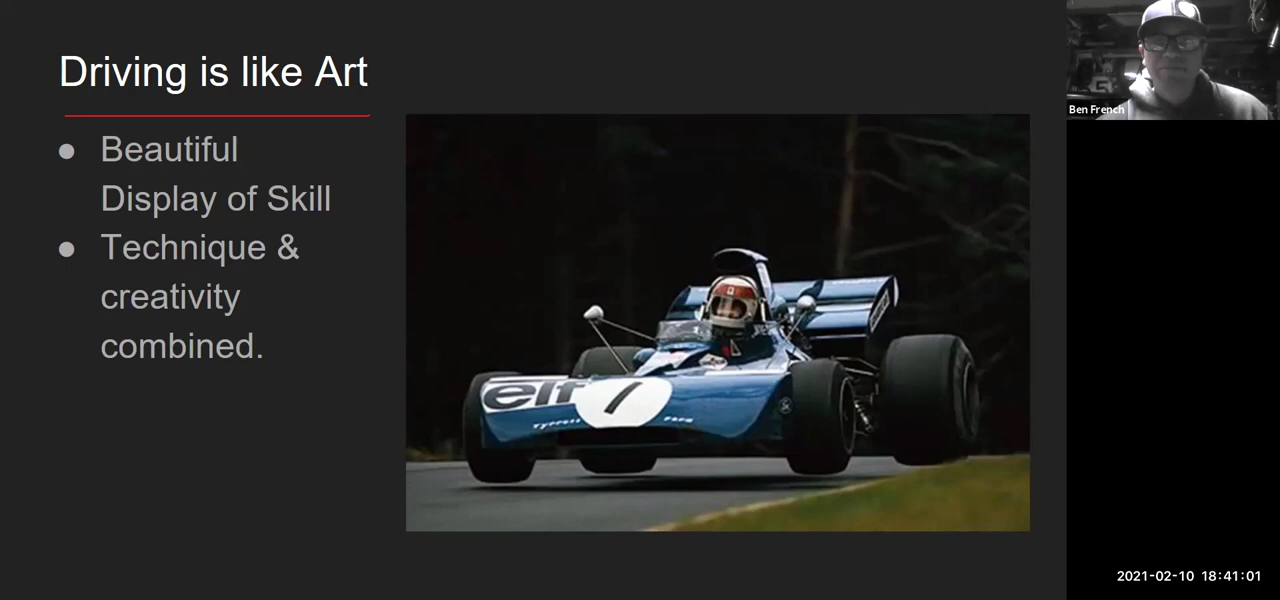 Driving is like Art
● Beautiful
Display of Skill
● Technique &
creativity
combined.
elf
1
Tyrrell Ford
Ben French
2021-02-10 18:41:01